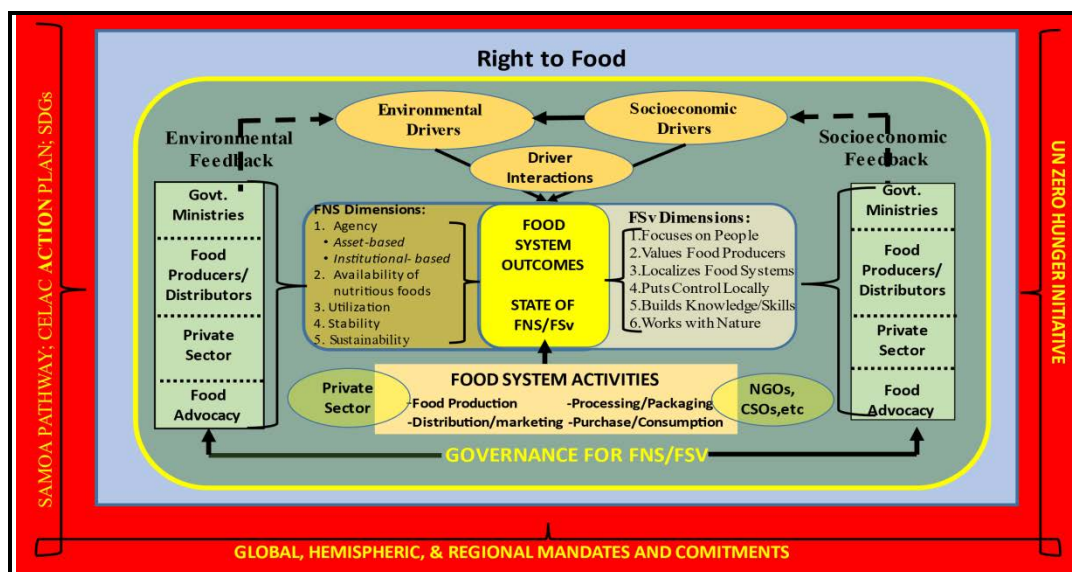 Right to Food
SAMOA PATHWAY; CELAC ACTION PLAN; SDGs
UN ZERO HUNGER INITIATIVE
Environmental
Drivers
Socioeconomic
Drivers
Environmental
Feedback
Socioeconomic
Feedback
Driver
Interactions
Govt.
Ministries
Food
Producers/
Distributors
Private
Sector
Food
Advocacy
FNS Dimensions:
1. Agency
• Asset-based
• Institutional- based
2. Availability of
nutritious foods
3. Utilization
4. Stability
5. Sustainability
FOOD
SYSTEM
OUTCOMES
STATE OF
FNS/FSv
FSv Dimensions:
1.Focuses on People
2.Values Food Producers
3.Localizes Food Systems
4.Puts Control Locally
5.Builds Knowledge/Skills
6.Works with Nature
Govt.
Ministries
Food
Producers/
Distributors
Private
Sector
Food
Advocacy
Private
Sector
FOOD SYSTEM ACTIVITIES
-Food Production -Processing/Packaging
-Distribution/marketing -Purchase/Consumption
NGOs,
CSOs,etc
GOVERNANCE FOR FNS/FSV
GLOBAL, HEMISPHERIC, & REGIONAL MANDATES AND COMITMENTS